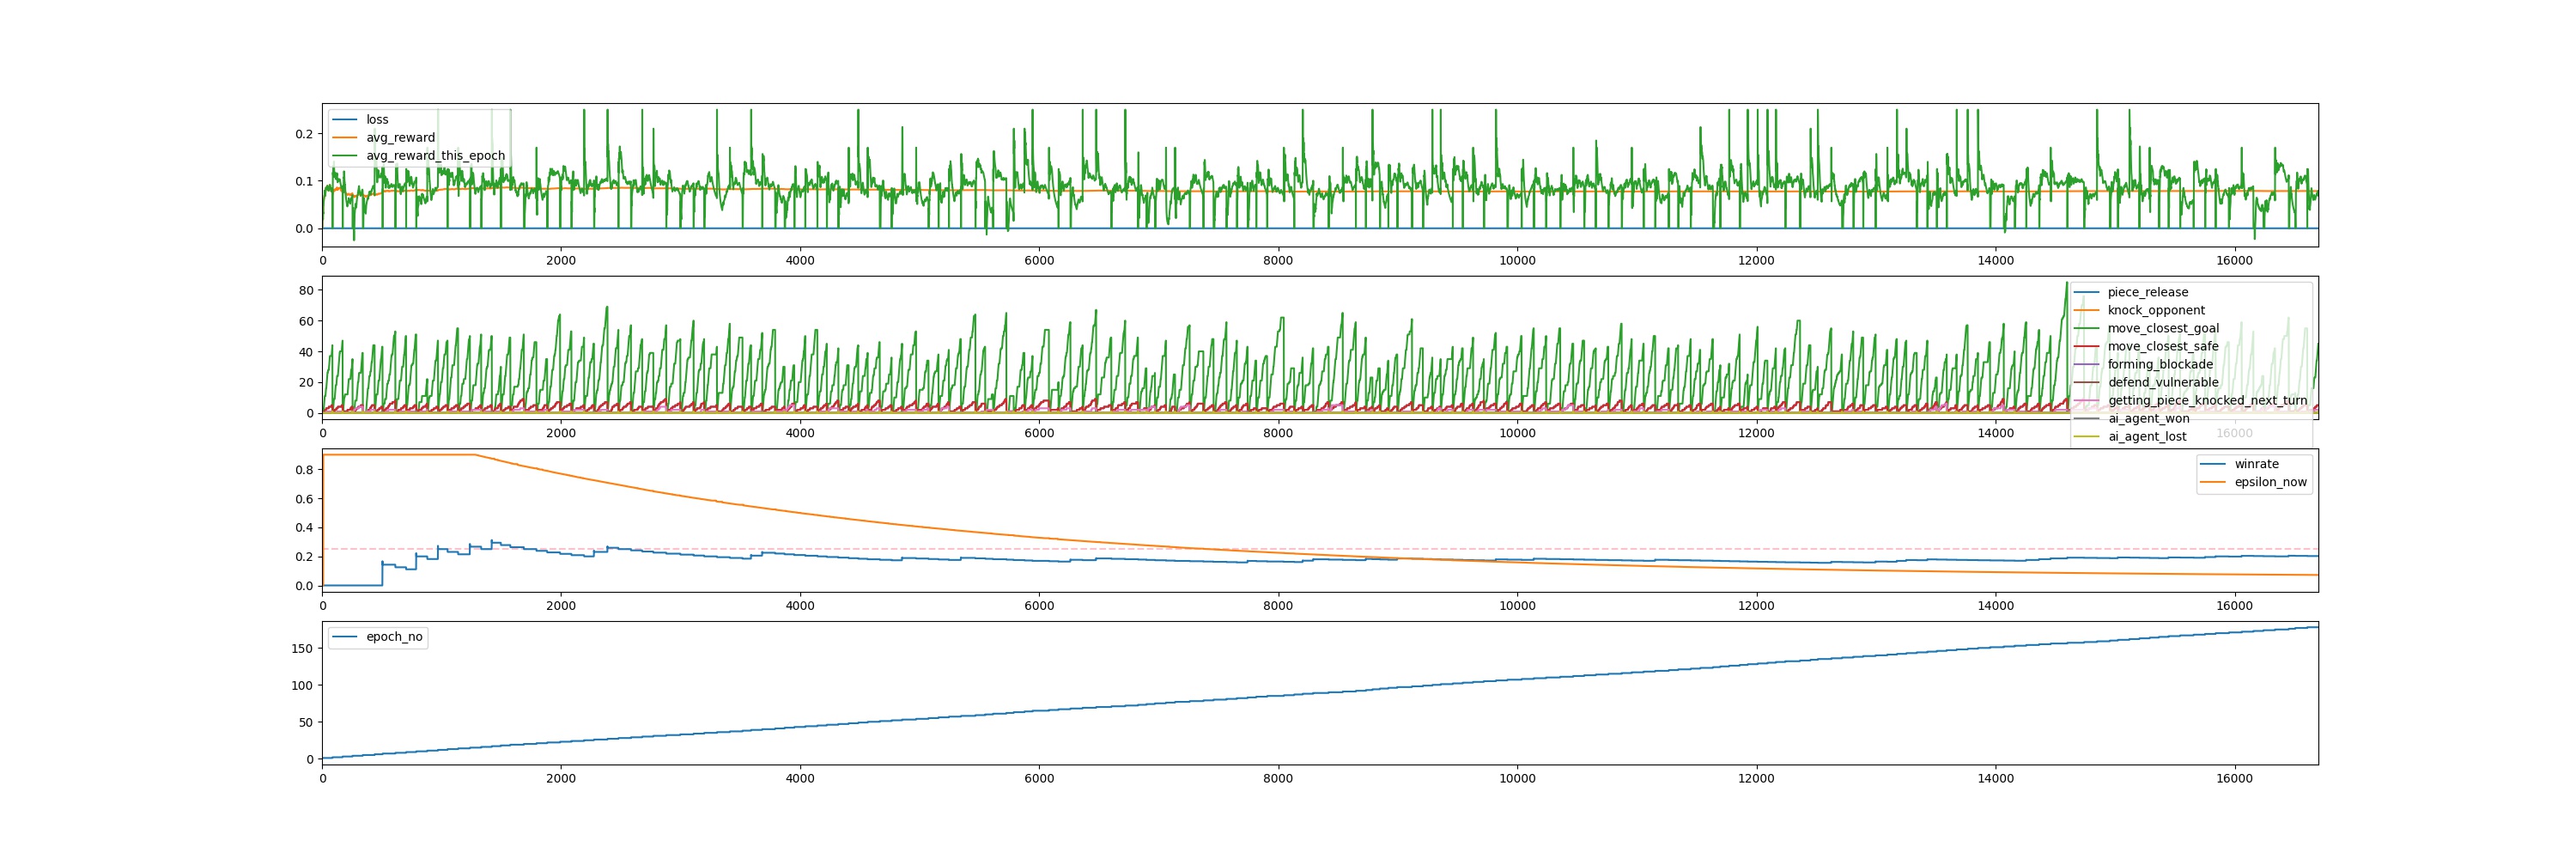 loss
avg_reward
avg_reward_this_epoch
0.2
0.1
0.0
0 2000 4000 6000 8000 10000 12000 14000 16000
piece_release
knock_opponent
move_closest_goal
move_closest_safe
forming_blockade
defend_vulnerable
getting_piece_knocked_next_turn
ai_agent_won
ai_agent_lost
80
60
40
20
0
0 2000 4000 6000 8000 10000 12000 14000 16000
winrate
epsilon_now
0.8
0.6
0.4
0.2
0.0
0 2000 4000 6000 8000 10000 12000 14000 16000
epoch_no
150
100
50
0
0 2000 4000 6000 8000 10000 12000 14000 16000